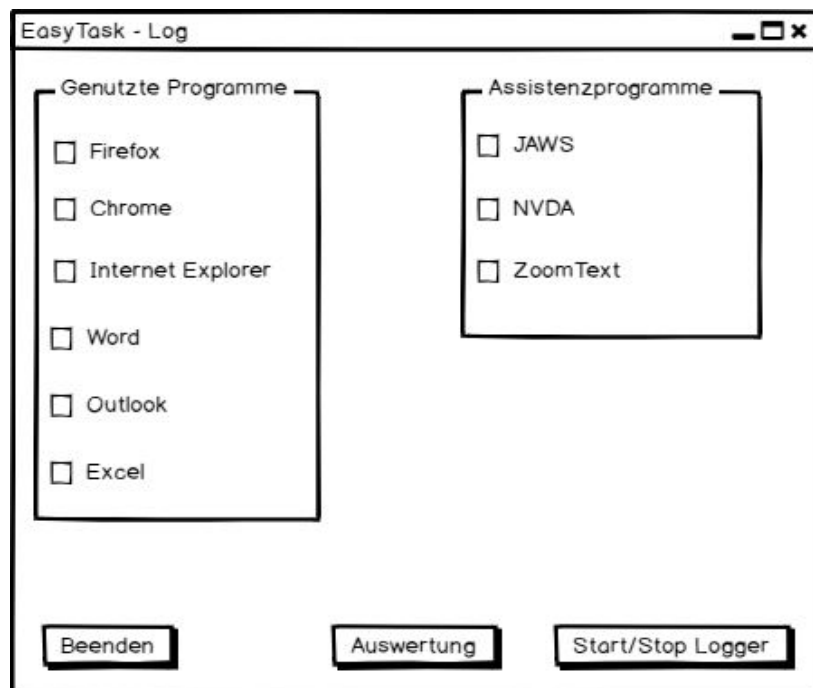 EasyTask - Log
Genutzte Programme
Firefox
Chrome
Internet Explorer
Word
Outlook
Excel
Assistenzprogramme
JAWS
NVDA
ZoomText
Beenden
Auswertung
Start/Stop Logger